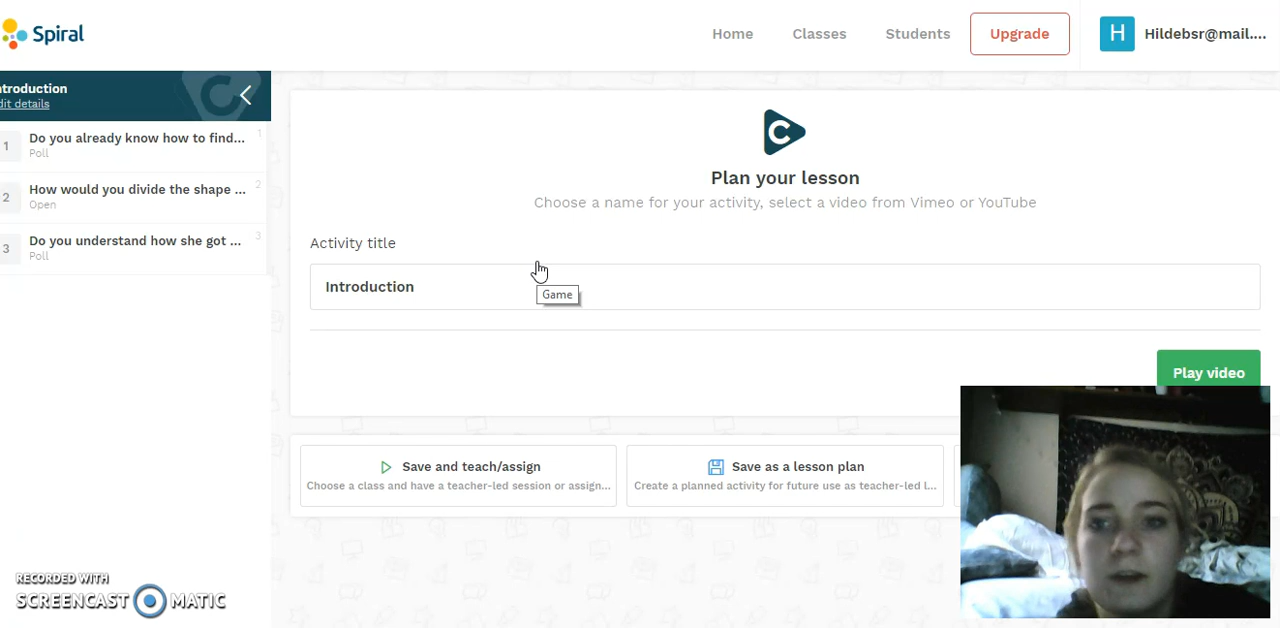 Spiral
Home
Classes
Students
Upgrade
H
Hildebsr@mail....
ntroduction
dit details
1
Do you already know how to find...
1
Poll
2
How would you divide the shape ...
2
Open
3
Do you understand how she got ...
3
Poll
C
Plan your lesson
Choose a name for your activity, select a video from Vimeo or YouTube
Activity title
Introduction
Game
Play video
Save and teach/assign
Choose a class and have a teacher-led session or assign...
Save as a lesson plan
Create a planned activity for future use as teacher-led l...
RECORDED WITH
SCREENCAST MATIC